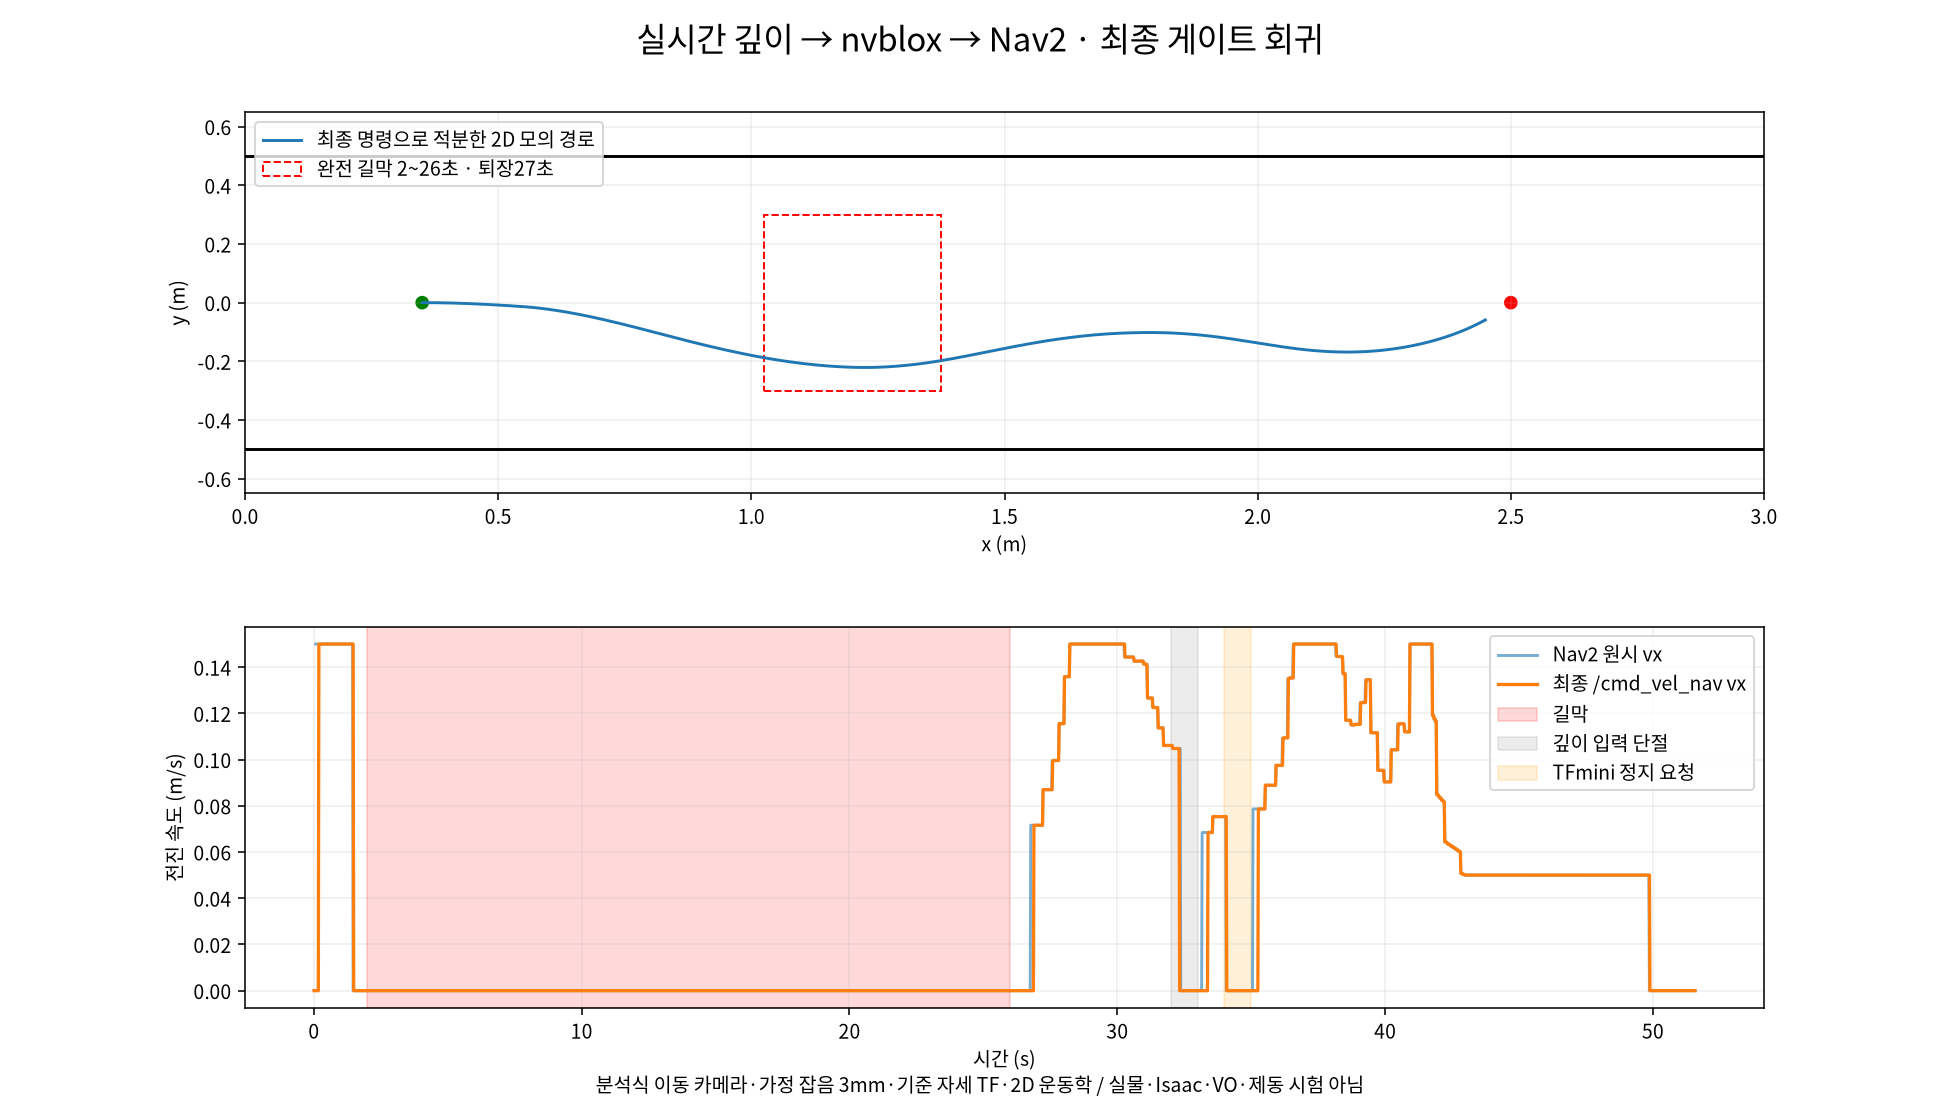 실시간 깊이 → nvblox → Nav2 · 최종 게이트 회귀
최종 명령으로 적분한 2D 모의 경로
완전 길막 2~26초 · 퇴장27초
0.6
0.4
0.2
0.0
-0.2
-0.4
-0.6
y (m)
0.0 0.5 1.0 1.5 2.0 2.5 3.0
x (m)
Nav2 원시 vx
최종 /cmd_vel_nav vx
길막
깊이 입력 단절
TFmini 정지 요청
0.14
0.12
0.10
0.08
0.06
0.04
0.02
0.00
전진 속도 (m/s)
0 10 20 30 40 50
시간 (s)
분석식 이동 카메라·가정 잡음 3mm·기준 자세 TF·2D 운동학 / 실물·Isaac·VO·제동 시험 아님